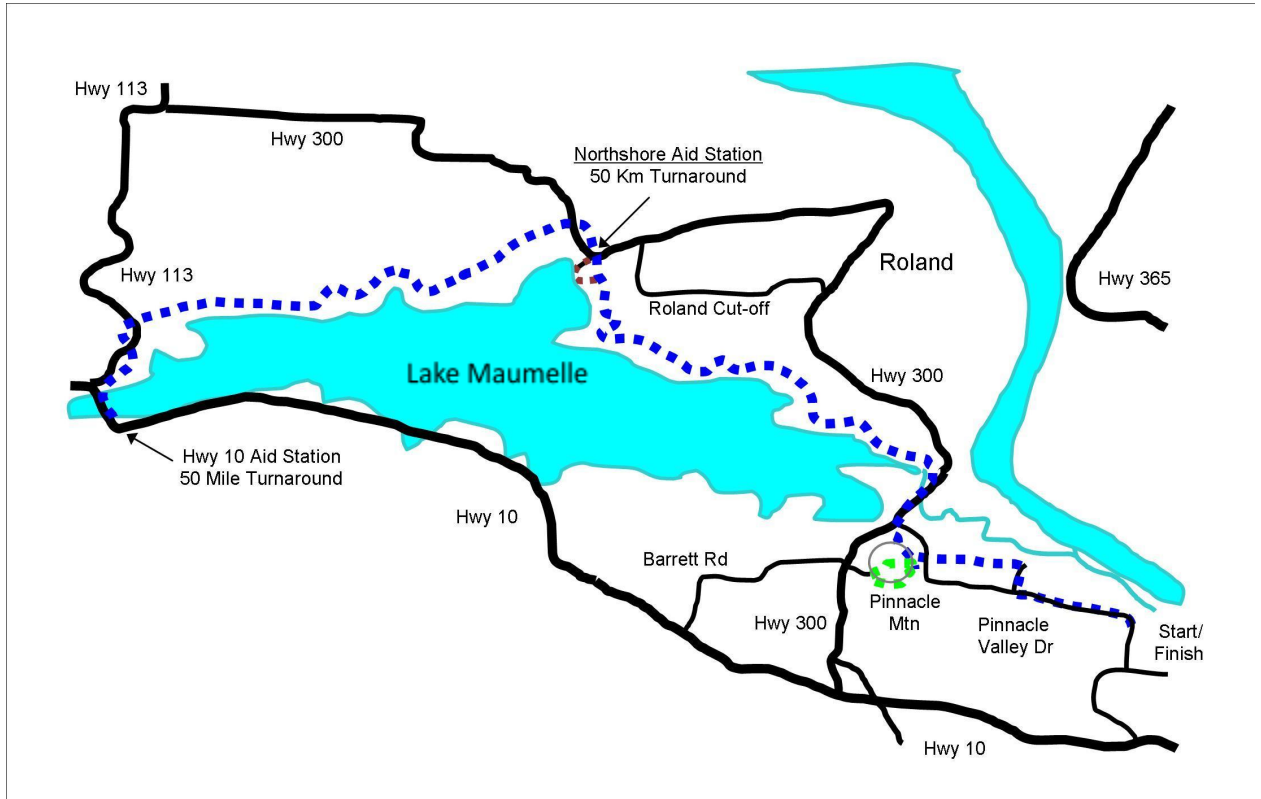 Hwy 113
Hwy 300
Northshore Aid Station
50 Km Turnaround
Roland
Hwy 113
Hwy 365
Roland Cut-off
Lake Maumelle
Hwy 300
Hwy 10 Aid Station
50 Mile Turnaround
Hwy 10
Barrett Rd
Pinnacle
Mtn
Hwy 300
Pinnacle
Valley Dr
Start/
Finish
Hwy 10